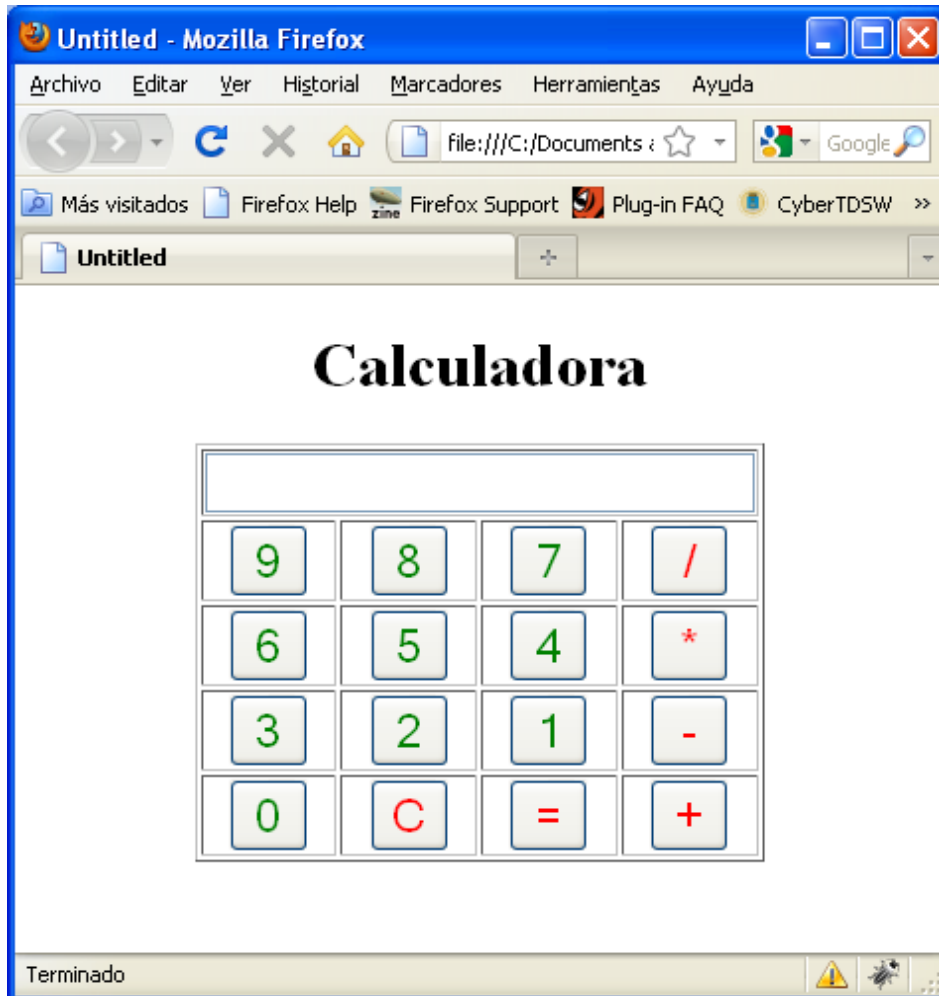 Untitled - Mozilla Firefox
Archivo Editar Ver Historial Marcadores Herramientas Ayuda
file:///C:/Documents Google
Más visitados Firefox Help zine Firefox Support Plug-in FAQ CyberTDSW »
Untitled
Calculadora
9 8 7 /
6 5 4 *
3 2 1 -
0 C = +
Terminado